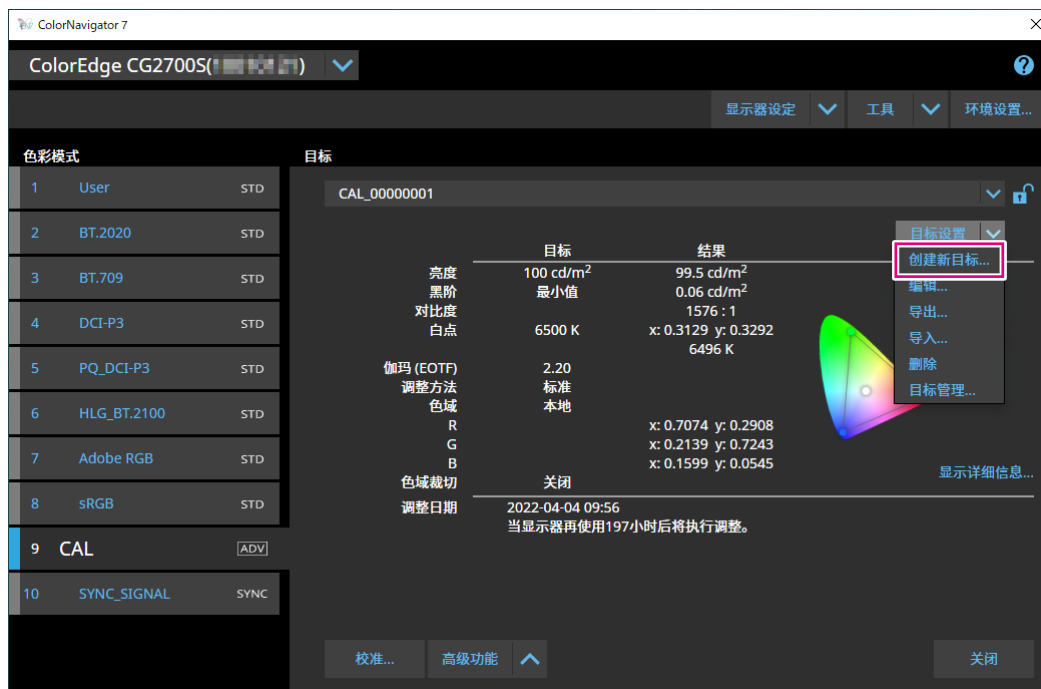 ColorNavigator 7
ColorEdge CG2700S( )
显示器设定
工具
环境设置...
色彩模式
1 User STD
2 BT.2020 STD
3 BT.709 STD
4 DCI-P3 STD
5 PQ_DCI-P3 STD
6 HLG_BT.2100 STD
7 Adobe RGB STD
8 sRGB STD
9 CAL ADV
10 SYNC_SIGNAL SYNC
目标
CAL_00000001
目标设置
创建新目标...
编辑...
导出...
导入...
删除
目标管理...
目标 结果
亮度 100 cd/m² 99.5 cd/m²
黑阶 最小值 0.06 cd/m²
对比度 1576 : 1
白点 6500 K x: 0.3129 y: 0.3292
6496 K
伽玛 (EOTF) 2.20
调整方法 标准
色域 本地
R x: 0.7074 y: 0.2908
G x: 0.2139 y: 0.7243
B x: 0.1599 y: 0.0545
色域裁切 关闭
显示详细信息...
调整日期 2022-04-04 09:56
当显示器再使用197小时后将执行调整。
校准...
高级功能
关闭